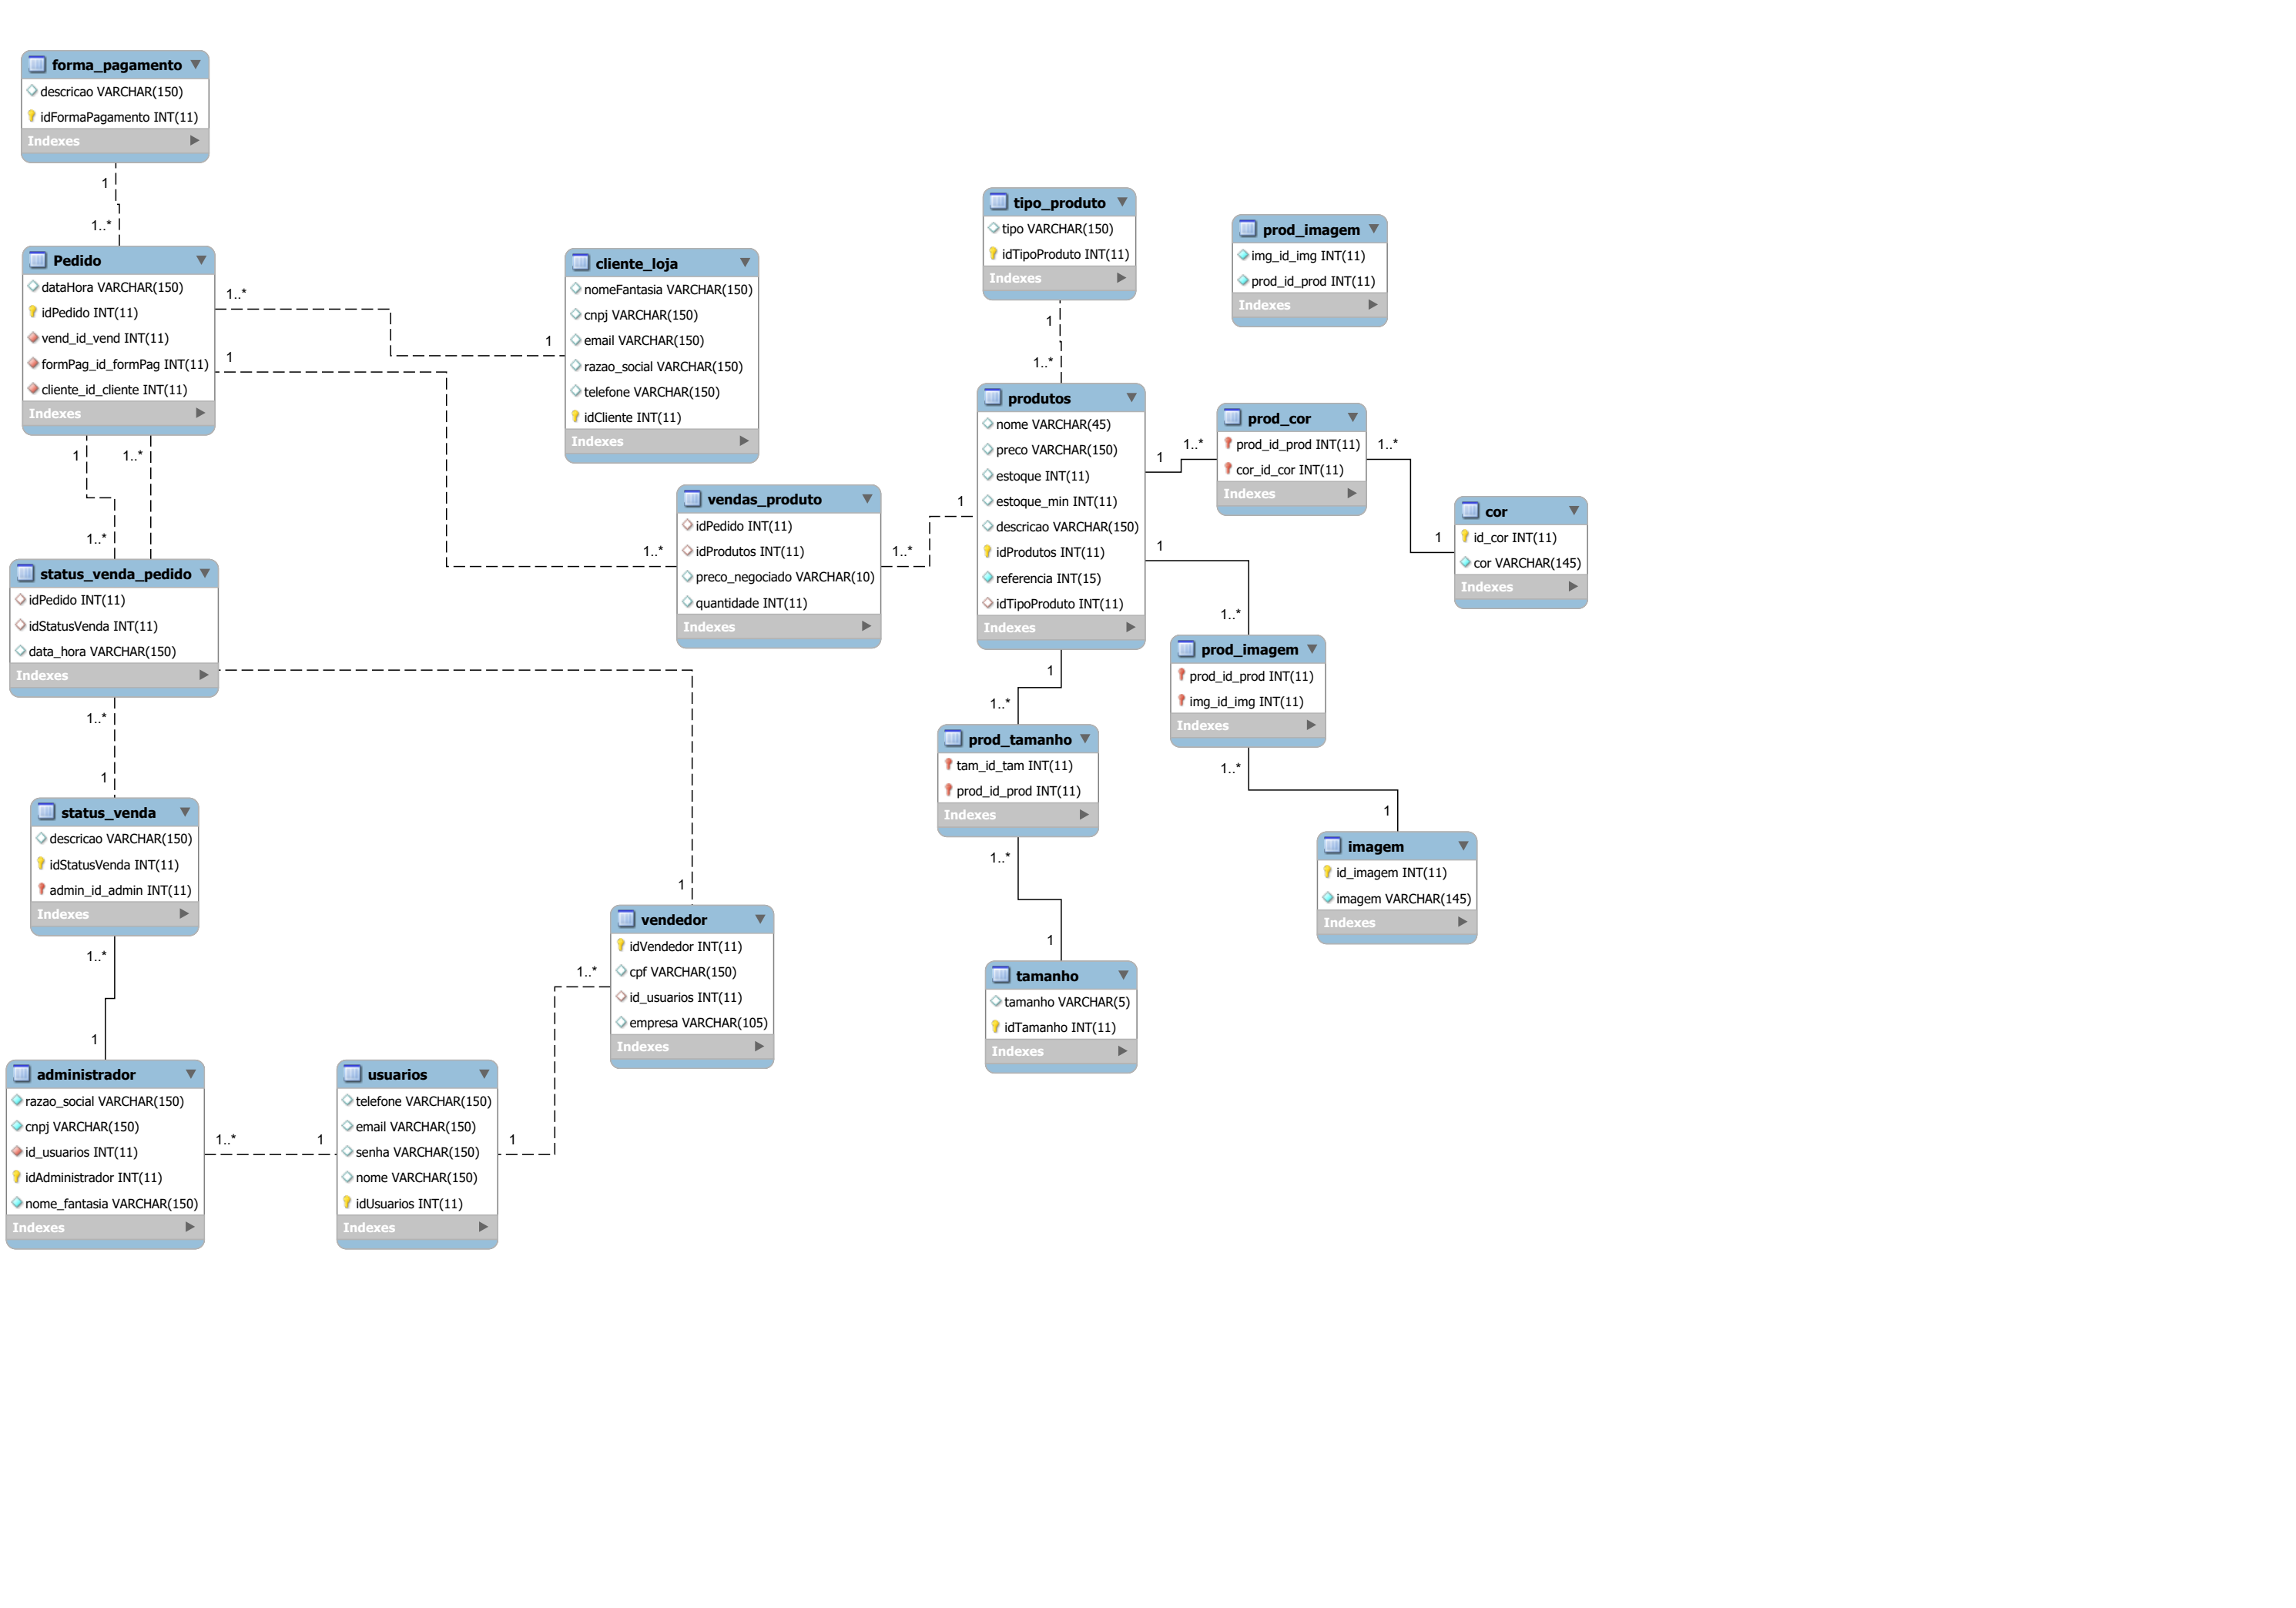 forma_pagamento
descricao VARCHAR(150)
idFormaPagamento INT(11)
Indexes
1
1..*
Pedido
dataHora VARCHAR(150)
idPedido INT(11)
vend_id_vend INT(11)
formPag_id_formPag INT(11)
cliente_id_cliente INT(11)
Indexes
1..*
1
1
cliente_loja
nomeFantasia VARCHAR(150)
cnpj VARCHAR(150)
email VARCHAR(150)
razao_social VARCHAR(150)
telefone VARCHAR(150)
idCliente INT(11)
Indexes
1
1..*
1..*
status_venda_pedido
idPedido INT(11)
idStatusVenda INT(11)
data_hora VARCHAR(150)
Indexes
1..*
1
status_venda
descricao VARCHAR(150)
idStatusVenda INT(11)
admin_id_admin INT(11)
Indexes
1..*
1
administrador
razao_social VARCHAR(150)
cnpj VARCHAR(150)
id_usuarios INT(11)
idAdministrador INT(11)
nome_fantasia VARCHAR(150)
Indexes
1..*
1
usuarios
telefone VARCHAR(150)
email VARCHAR(150)
senha VARCHAR(150)
nome VARCHAR(150)
idUsuarios INT(11)
Indexes
1
1..*
1
vendedor
idVendedor INT(11)
cpf VARCHAR(150)
id_usuarios INT(11)
empresa VARCHAR(105)
Indexes
1..*
vendas_produto
idPedido INT(11)
idProdutos INT(11)
preco_negociado VARCHAR(10)
quantidade INT(11)
Indexes
1..*
1
tipo_produto
tipo VARCHAR(150)
idTipoProduto INT(11)
Indexes
1
1..*
produtos
nome VARCHAR(45)
preco VARCHAR(150)
estoque INT(11)
estoque_min INT(11)
descricao VARCHAR(150)
idProdutos INT(11)
referencia INT(15)
idTipoProduto INT(11)
Indexes
prod_imagem
img_id_img INT(11)
prod_id_prod INT(11)
Indexes
1
1..*
prod_cor
prod_id_prod INT(11)
cor_id_cor INT(11)
Indexes
1..*
1
cor
id_cor INT(11)
cor VARCHAR(145)
Indexes
1
1..*
prod_imagem
prod_id_prod INT(11)
img_id_img INT(11)
Indexes
1..*
1
imagem
id_imagem INT(11)
imagem VARCHAR(145)
Indexes
1
1..*
prod_tamanho
tam_id_tam INT(11)
prod_id_prod INT(11)
Indexes
1..*
1
tamanho
tamanho VARCHAR(5)
idTamanho INT(11)
Indexes